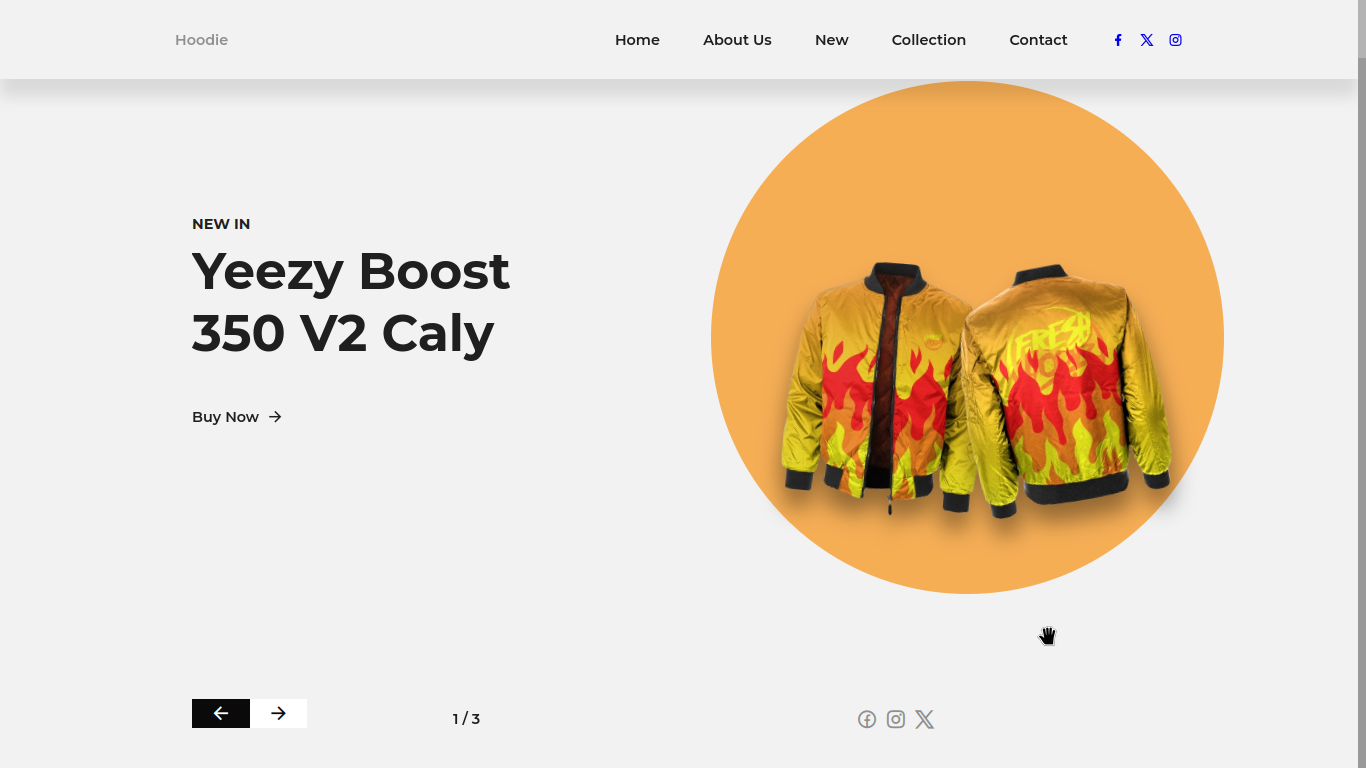 Hoodie
Home About Us New Collection Contact
NEW IN
Yeezy Boost
350 V2 Caly
Buy Now
1 / 3
FRESH